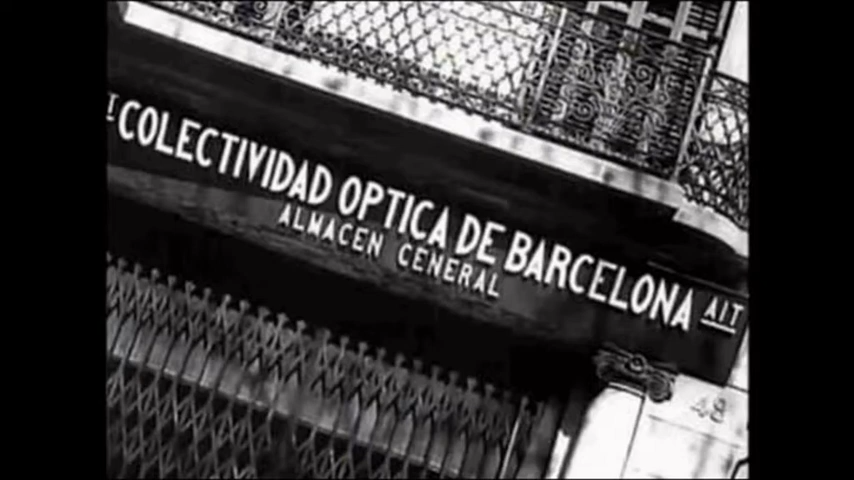 COLECTIVIDAD OPTICA DE BARCELONA AIT
ALMACEN GENERAL
48